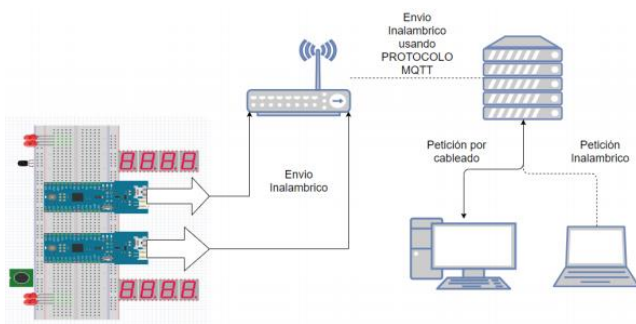 Envio
Inalambrico
usando
PROTOCOLO
MQTT
Envio
Inalambrico
Petición por
cableado
Petición
Inalambrico